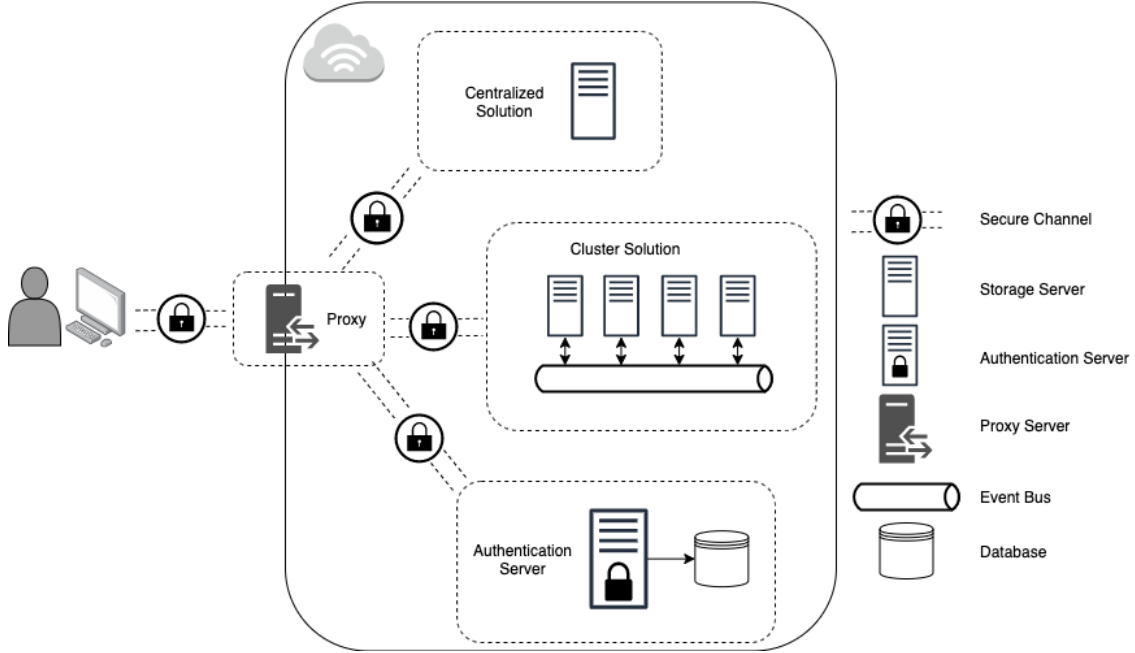 Centralized
Solution
Cluster Solution
Proxy
Authentication
Server
Secure Channel
Storage Server
Authentication Server
Proxy Server
Event Bus
Database